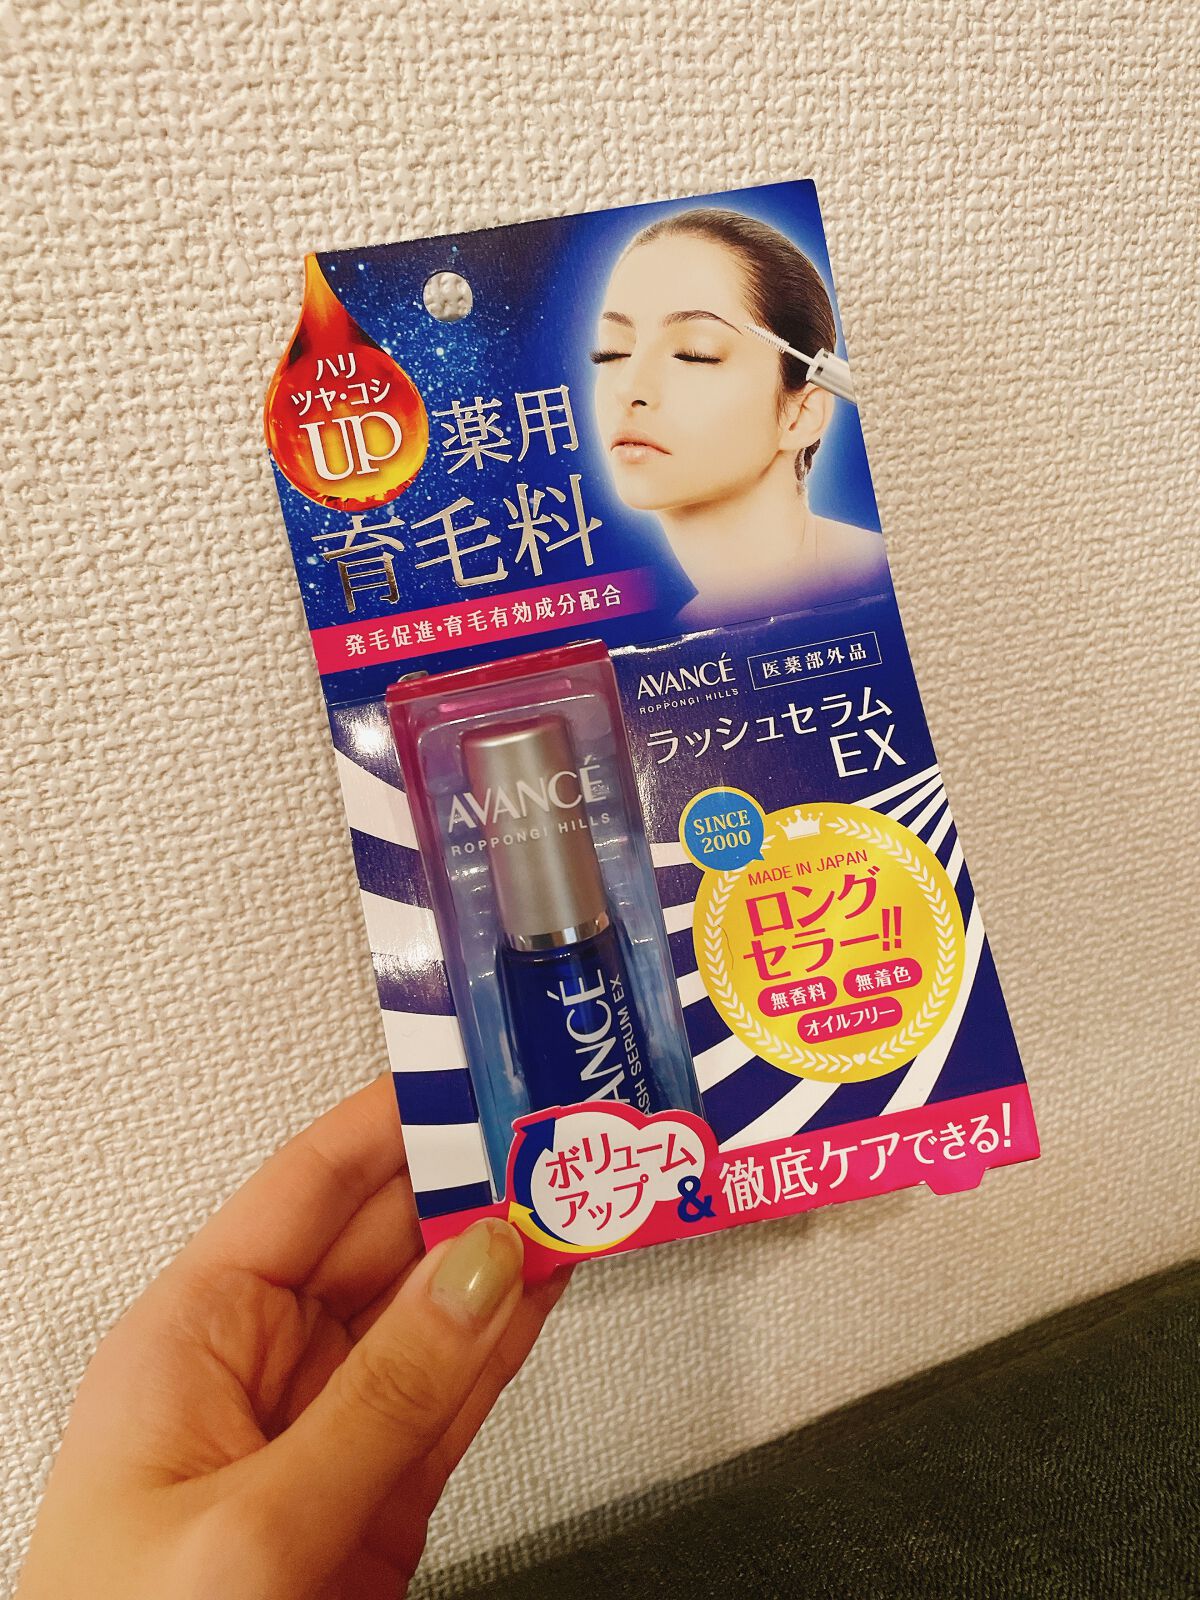 ハリ
ツヤ・コシ
UP
薬用
育毛料
発毛促進・育毛有効成分配合
AVANCÉ
ROPPONGI HILLS
医薬部外品
ラッシュセラム
EX
AVANCÉ
ROPPONGI HILLS
ANCÉ
ASH SERUM EX
SINCE
2000
MADE IN JAPAN
ロング
セラー!!
無香料
無着色
オイルフリー
ボリューム
アップ
&徹底ケアできる!